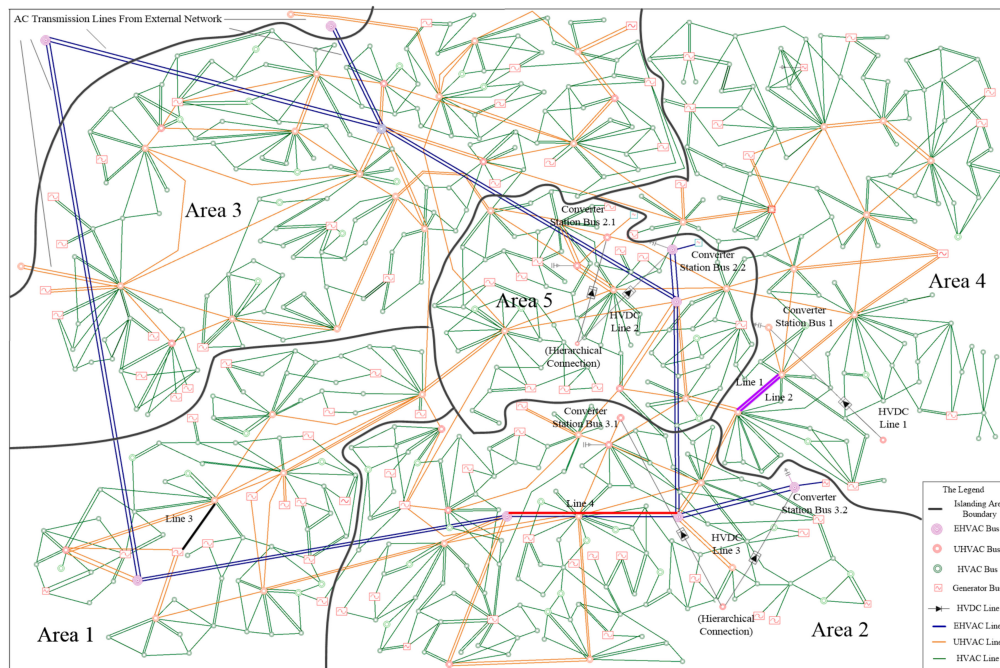 AC Transmission Lines From External Network
Area 3
Converter
Station Bus 2.1
Converter
Station Bus 2.2
Area 5
Area 4
HVDC
Line 2
Converter
Station Bus 1
(Hierarchical
Connection)
Line 1
Line 2
HVDC
Line 1
Converter
Station Bus 3.1
Line 3
Line 4
Converter
Station Bus 3.2
HVDC
Line 3
(Hierarchical
Connection)
Area 1
Area 2
The Legend
Islanding Area
Boundary
EHVAC Bus
UHVAC Bus
HVAC Bus
Generator Bus
HVDC Line
EHVAC Line
UHVAC Line
HVAC Line